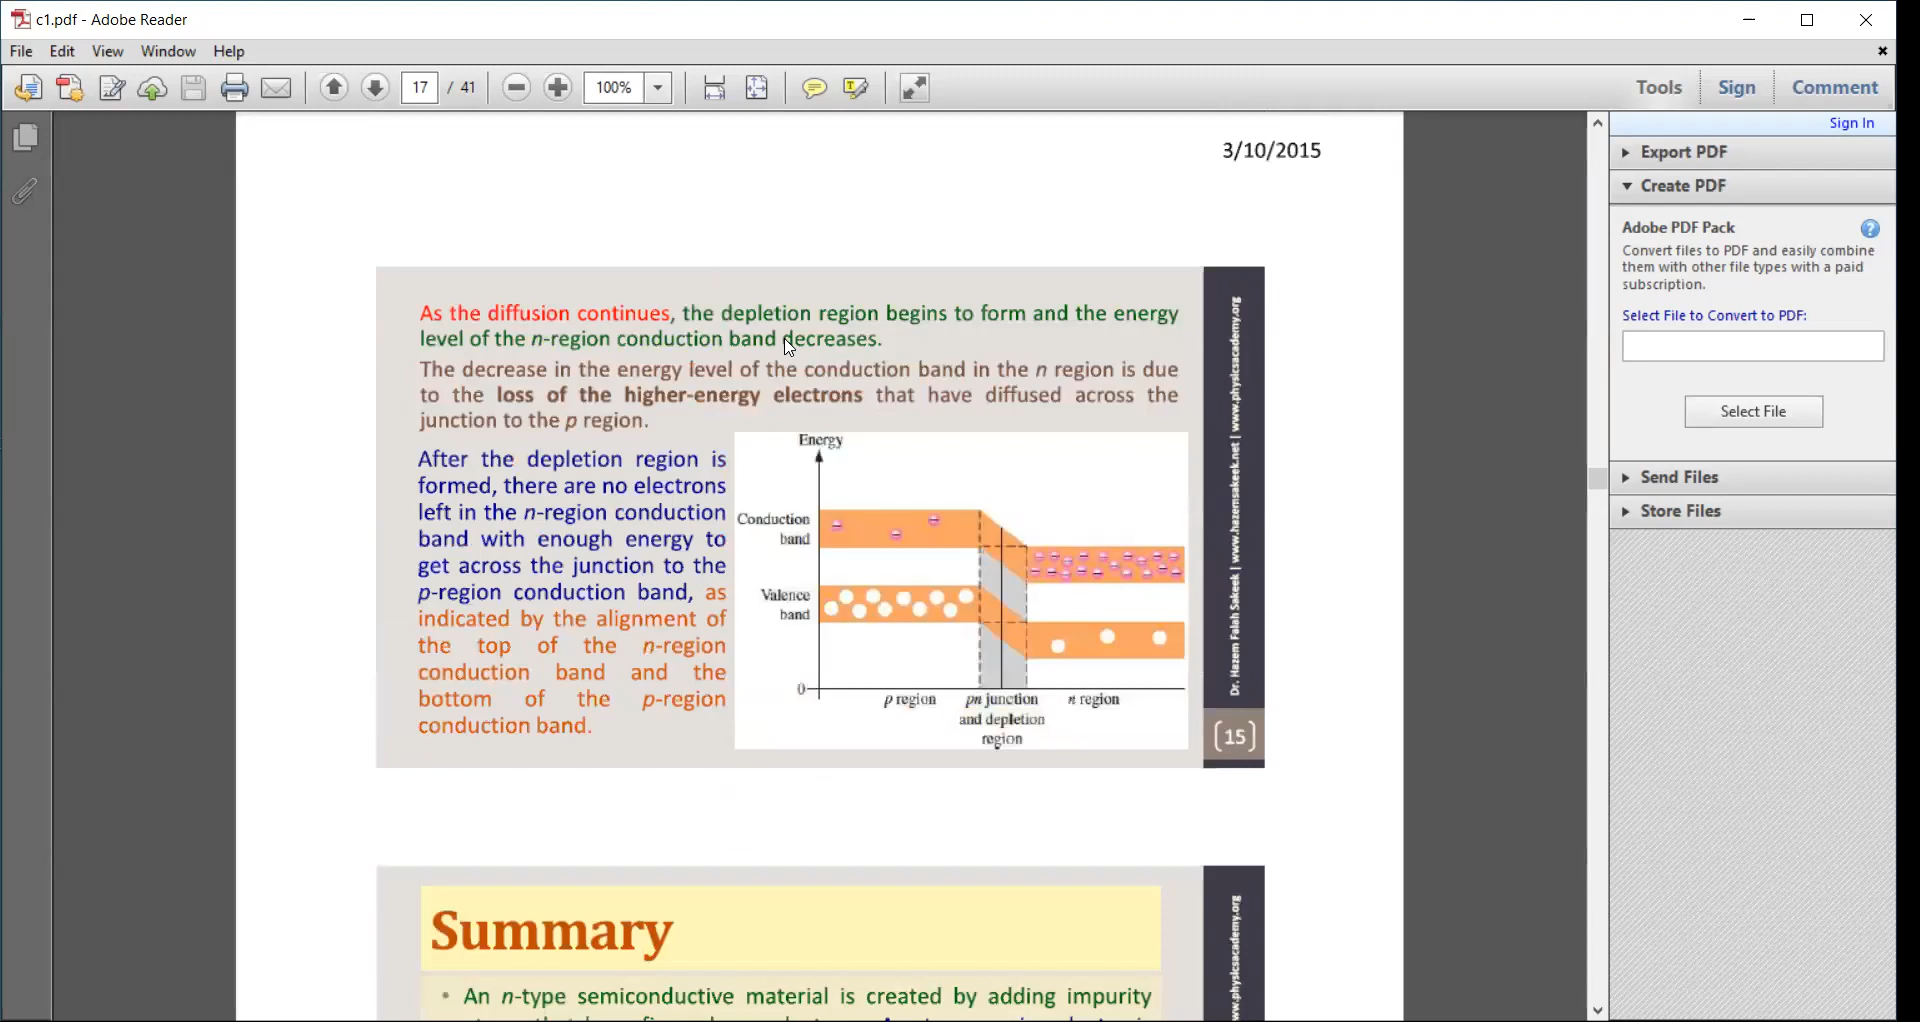 c1.pdf - Adobe Reader
File Edit View Window Help
17 / 41 100% Tools Sign Comment
Sign In
Export PDF
Create PDF
Adobe PDF Pack
Convert files to PDF and easily combine
them with other file types with a paid
subscription.
Select File to Convert to PDF:
Select File
Send Files
Store Files
3/10/2015
As the diffusion continues, the depletion region begins to form and the energy
level of the n-region conduction band decreases.
The decrease in the energy level of the conduction band in the n region is due
to the loss of the higher-energy electrons that have diffused across the
junction to the p region.
After the depletion region is
formed, there are no electrons
left in the n-region conduction
band with enough energy to
get across the junction to the
p-region conduction band, as
indicated by the alignment of
the top of the n-region
conduction band and the
bottom of the p-region
conduction band.
Energy
Conduction
band
Valence
band
0
p region
pn junction
and depletion
region
n region
Dr. Hazem Falah Sakeek | www.hazemsakeek.net | www.physicsacademy.org
15
Summary
• An n-type semiconductive material is created by adding impurity